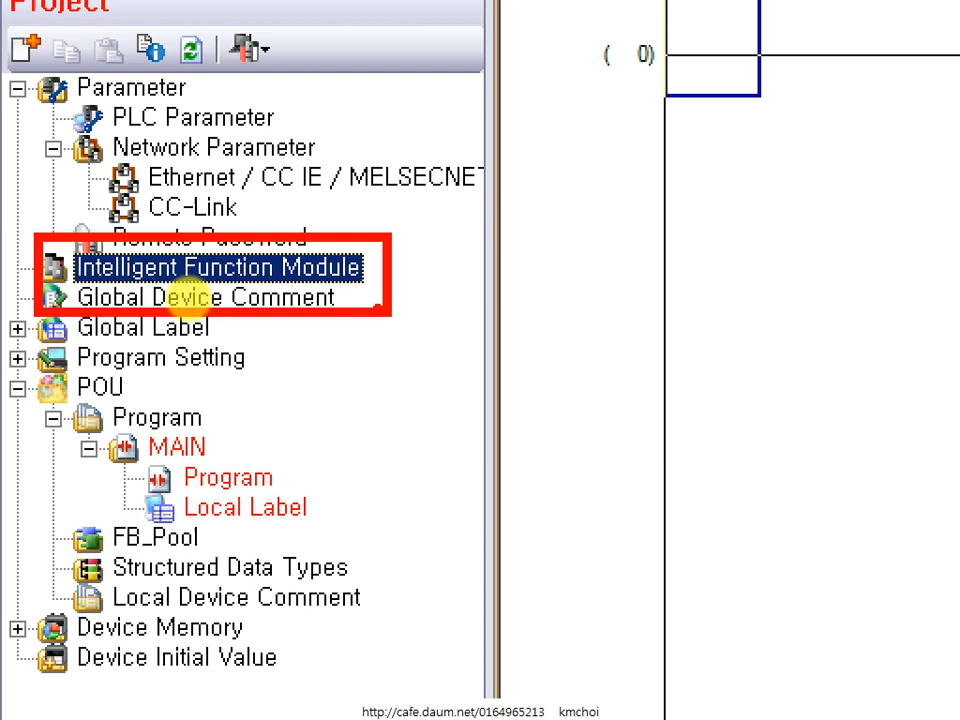 Project
Parameter
PLC Parameter
Network Parameter
Ethernet / CC IE / MELSECNET
CC-Link
Remote Password
Intelligent Function Module
Global Device Comment
Global Label
Program Setting
POU
Program
MAIN
Program
Local Label
FB_Pool
Structured Data Types
Local Device Comment
Device Memory
Device Initial Value
( 0)
http://cafe.daum.net/0164965213 kmchoi